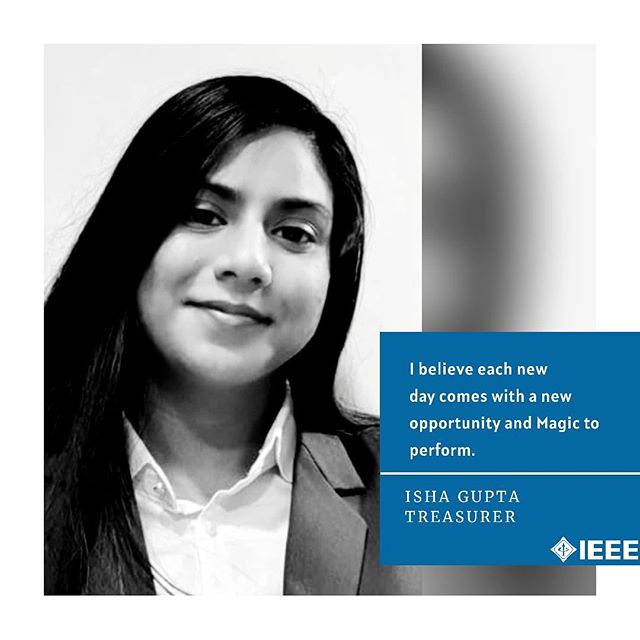 I believe each new
day comes with a new
opportunity and Magic to
perform.
ISHA GUPTA
TREASURER
IEEE